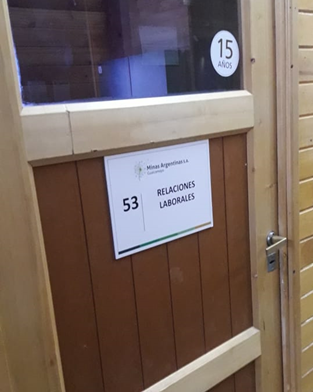 15
AÑOS
Minas Argentinas S.A.
53
RELACIONES
LABORALES